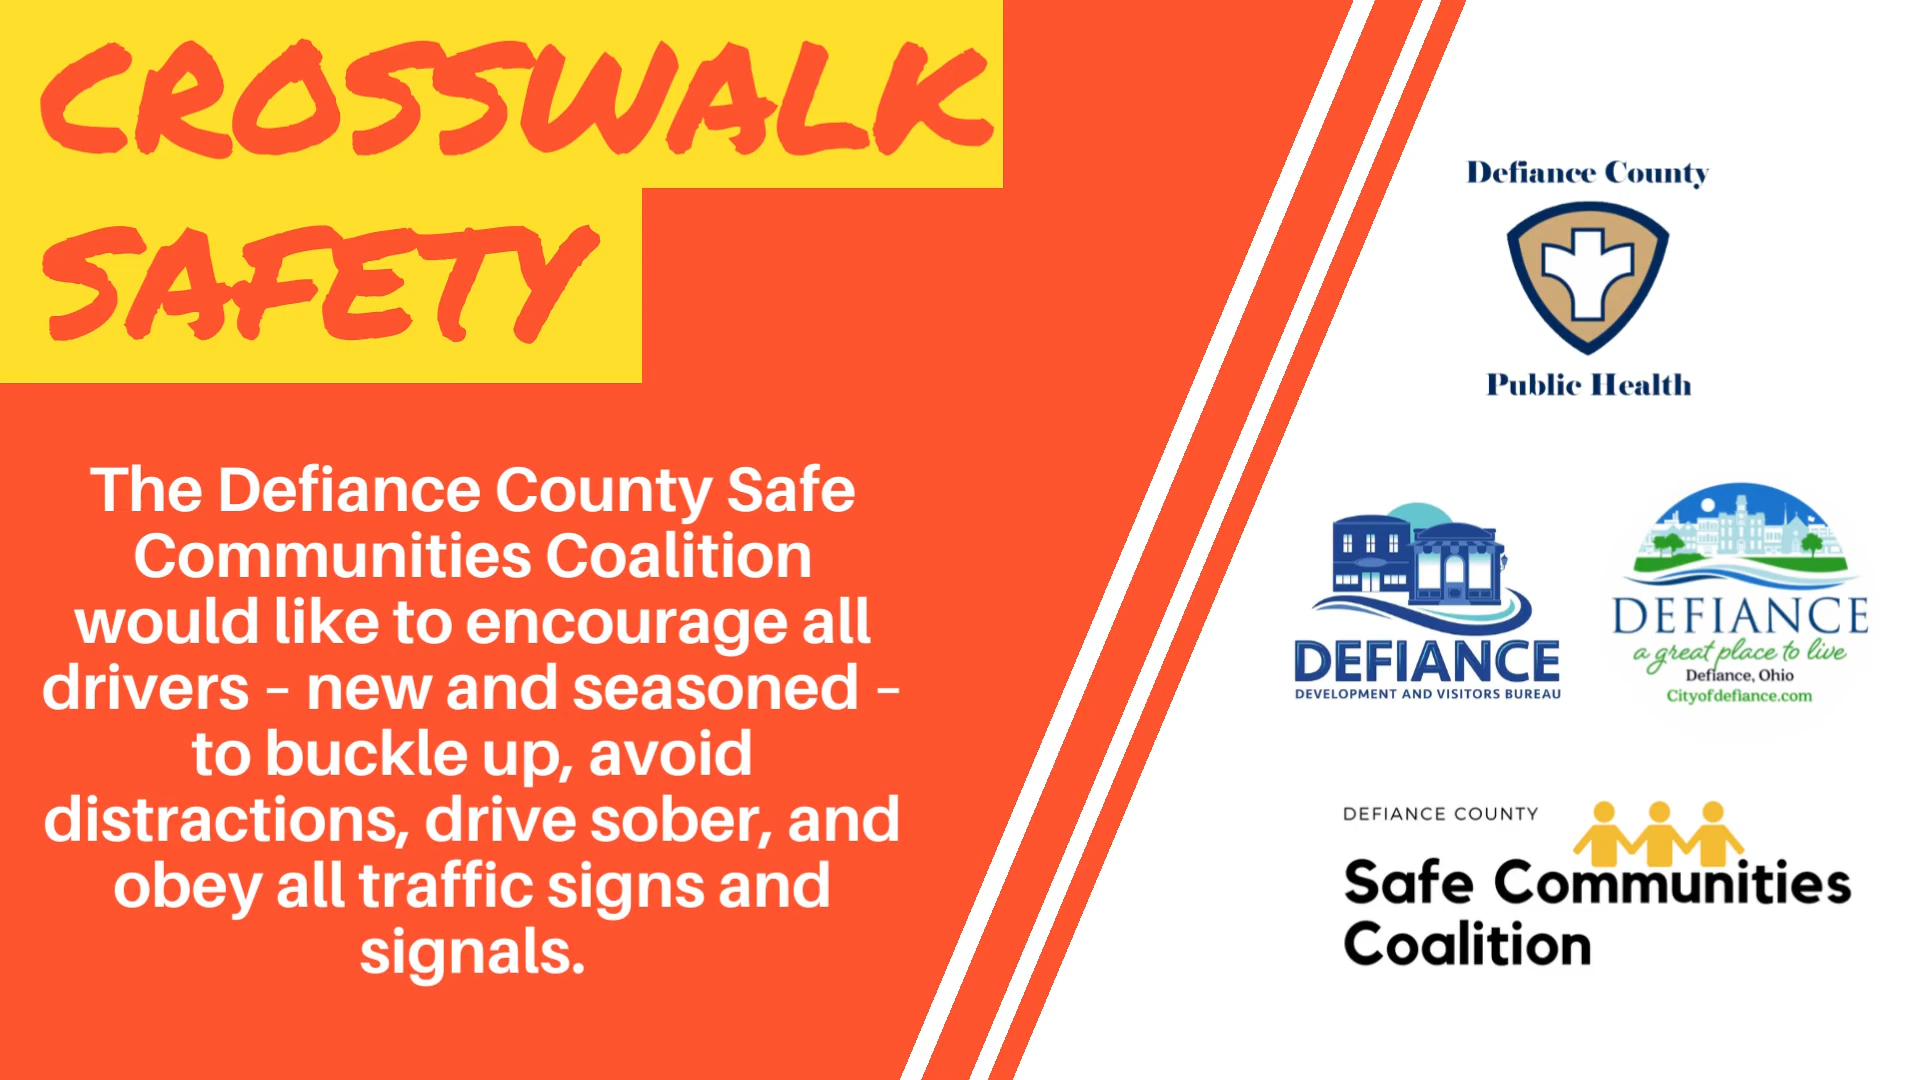 CROSSWALK
SAFETY
The Defiance County Safe
Communities Coalition
would like to encourage all
drivers – new and seasoned –
to buckle up, avoid
distractions, drive sober, and
obey all traffic signs and
signals.
Defiance County
Public Health
DEFIANCE
DEVELOPMENT AND VISITORS BUREAU
DEFIANCE
a great place to live
Defiance, Ohio
Cityofdefiance.com
DEFIANCE COUNTY
Safe Communities
Coalition